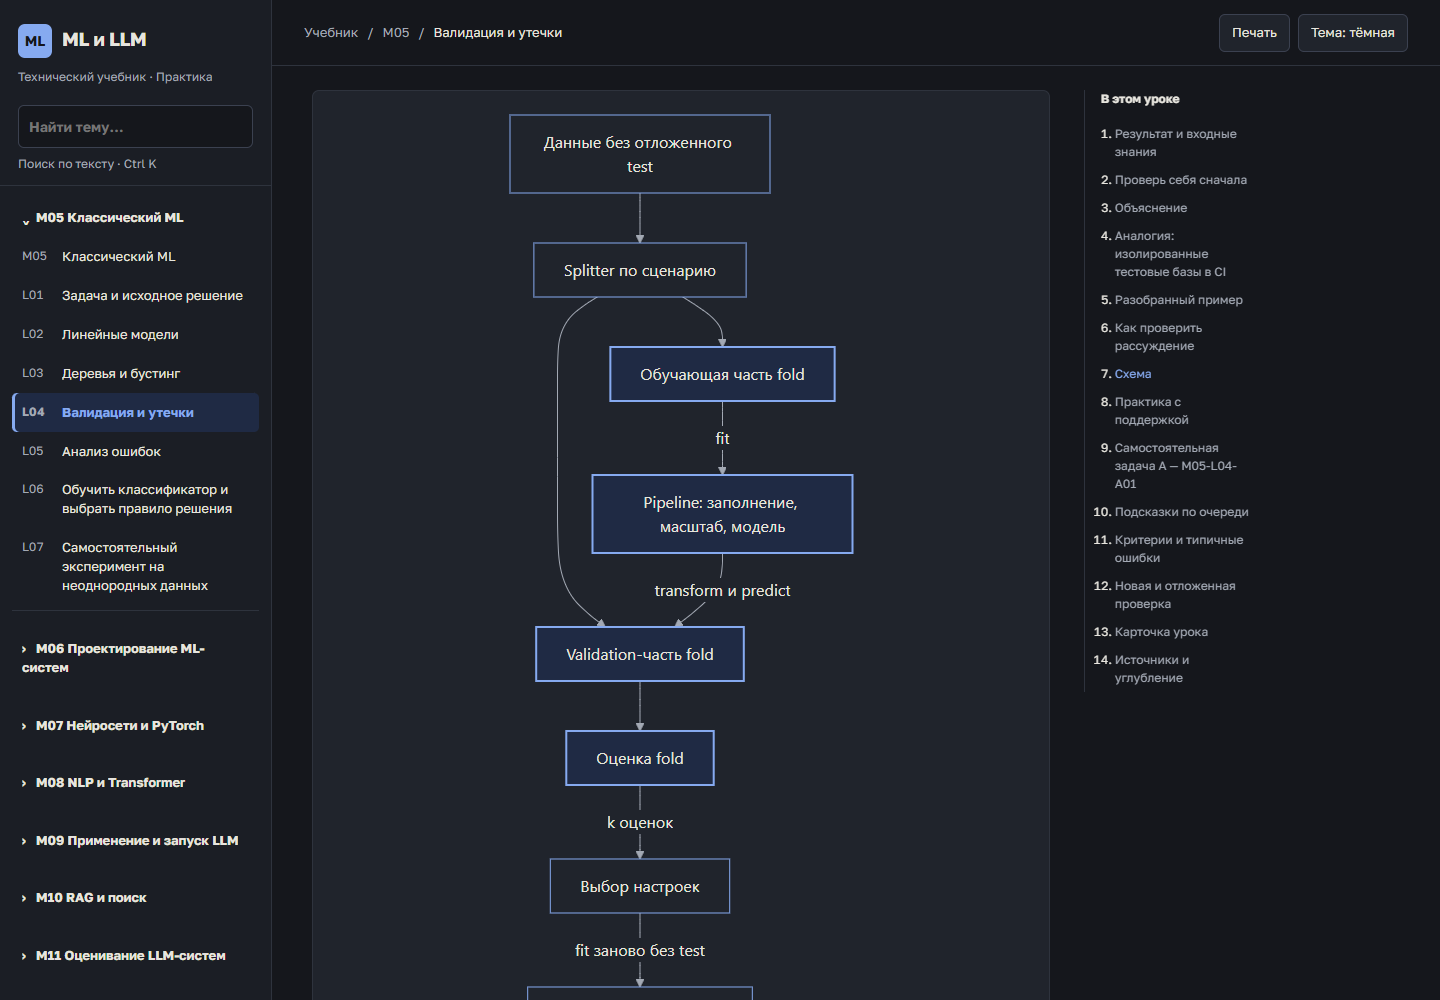 ML
ML и LLM
Технический учебник · Практика
Найти тему...
Поиск по тексту · Ctrl K
M05 Классический ML
M05 Классический ML
L01 Задача и исходное решение
L02 Линейные модели
L03 Деревья и бустинг
L04 Валидация и утечки
L05 Анализ ошибок
L06 Обучить классификатор и
выбрать правило решения
L07 Самостоятельный
эксперимент на
неоднородных данных
M06 Проектирование ML-
систем
M07 Нейросети и PyTorch
M08 NLP и Transformer
M09 Применение и запуск LLM
M10 RAG и поиск
M11 Оценивание LLM-систем
Учебник / M05 / Валидация и утечки
Печать
Тема: тёмная
Данные без отложенного
test
Splitter по сценарию
Обучающая часть fold
fit
Pipeline: заполнение,
масштаб, модель
transform и predict
Validation-часть fold
Оценка fold
k оценок
Выбор настроек
fit заново без test
В этом уроке
1. Результат и входные
знания
2. Проверь себя сначала
3. Объяснение
4. Аналогия:
изолированные
тестовые базы в CI
5. Разобранный пример
6. Как проверить
рассуждение
7. Схема
8. Практика с
поддержкой
9. Самостоятельная
задача A — M05-L04-
A01
10. Подсказки по очереди
11. Критерии и типичные
ошибки
12. Новая и отложенная
проверка
13. Карточка урока
14. Источники и
углубление